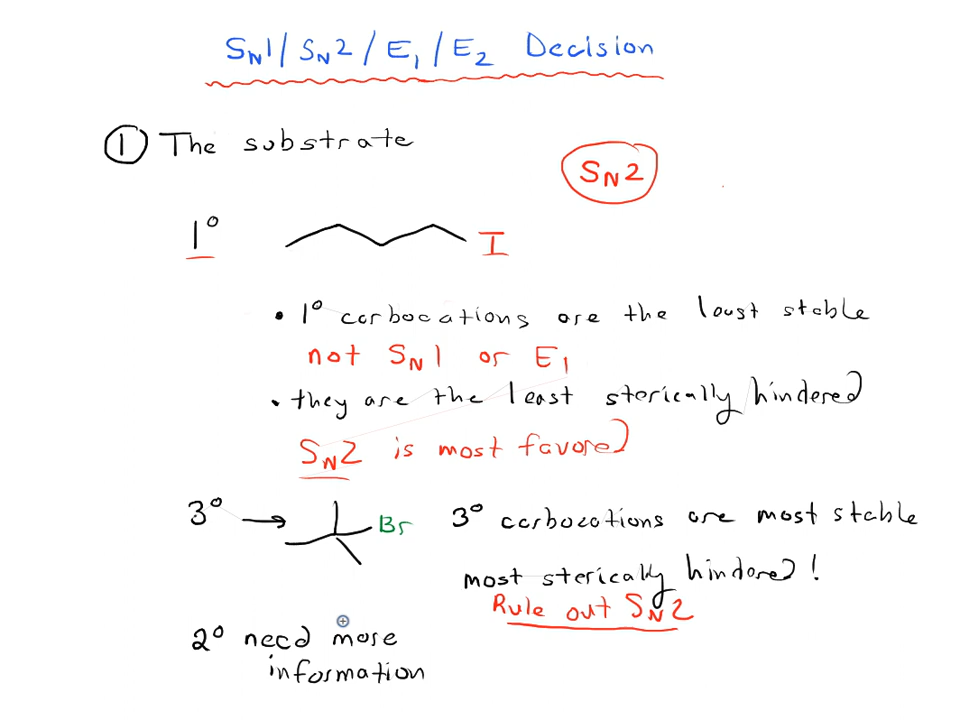 SN1/SN2/E1/E2 Decision
① The substrate
SN2
1°
I
• 1° carbocations are the least stable
not SN1 or E1
• they are the least sterically hindered
SN2 is most favored
3° → Br 3° carbocations are most stable
most sterically hindered!
Rule out SN2
2° need more
information